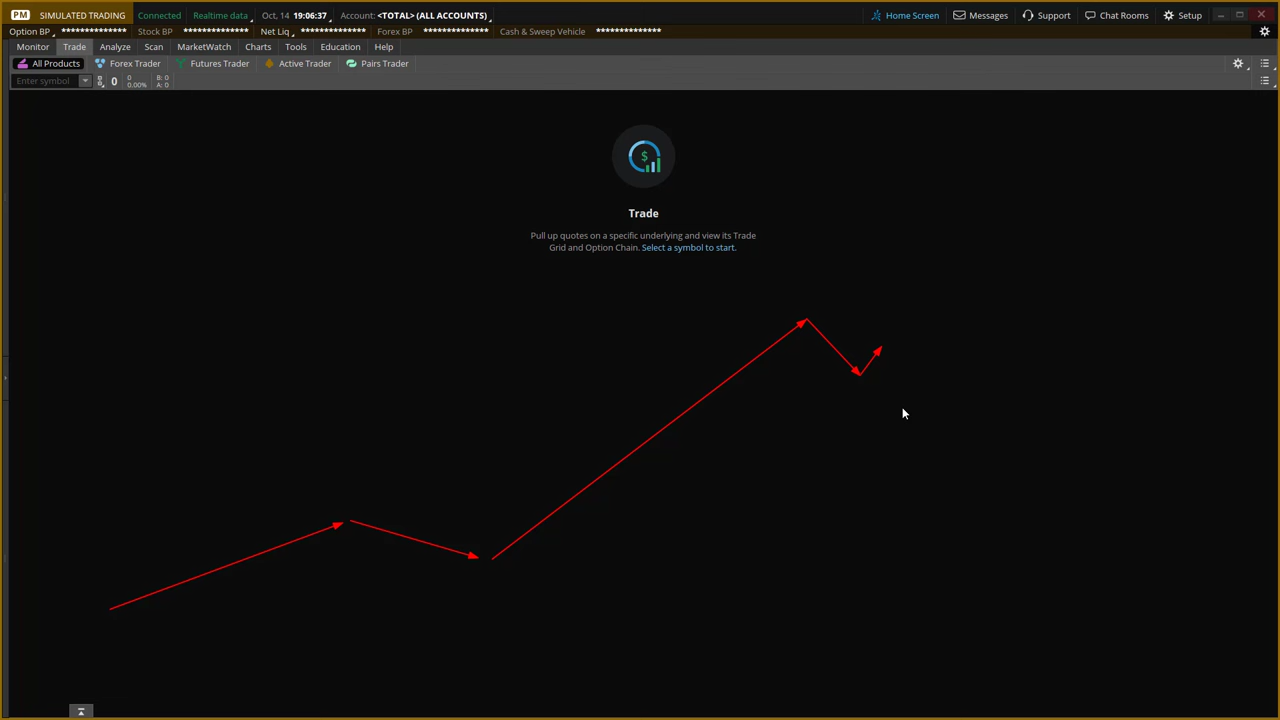 PM SIMULATED TRADING Connected Realtime data Oct, 14 19:06:37 Account: <TOTAL> (ALL ACCOUNTS) Home Screen Messages Support Chat Rooms Setup
Option BP ************** Stock BP ************** Net Liq ************** Forex BP ************** Cash & Sweep Vehicle **************
Monitor Trade Analyze Scan MarketWatch Charts Tools Education Help
All Products Forex Trader Futures Trader Active Trader Pairs Trader
Enter symbol 0 0 B: 0
0.00% A: 0
Trade
Pull up quotes on a specific underlying and view its Trade
Grid and Option Chain. Select a symbol to start.